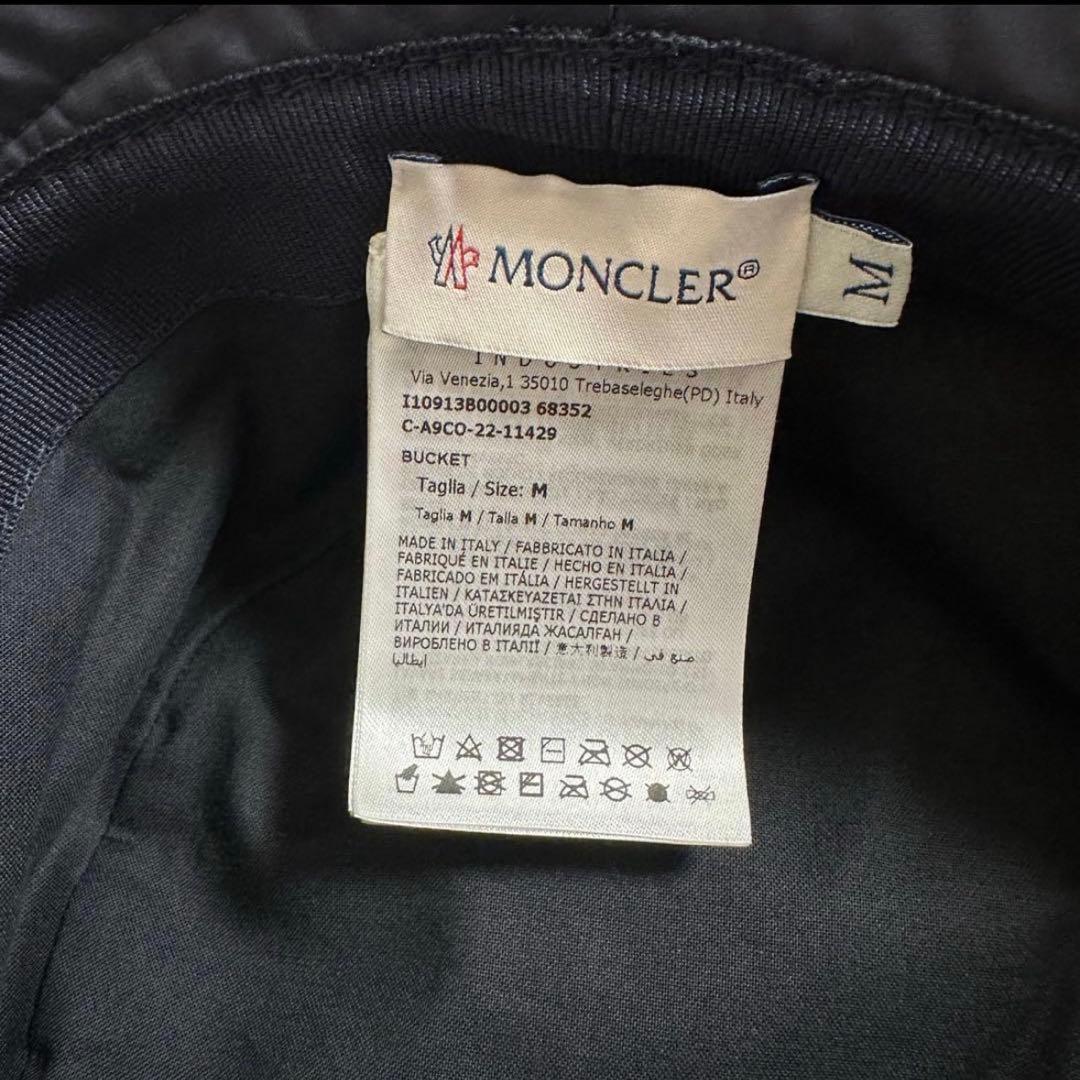 MONCLER®
M
INDUSTRIES
Via Venezia,1 35010 Trebaseleghe(PD) Italy
I10913B00003 68352
C-A9CO-22-11429
BUCKET
Taglia / Size: M
Taglia M / Talla M / Tamanho M
MADE IN ITALY / FABBRICATO IN ITALIA /
FABRIQUÉ EN ITALIE / HECHO EN ITALIA /
FABRICADO EM ITÁLIA / HERGESTELLT IN
ITALIEN / ΚΑΤΑΣΚΕΥΑΖΕΤΑΙ ΣΤΗΝ ΙΤΑΛΙΑ /
ITALYA'DA ÜRETILMIŞTIR / СДЕЛАНО В
ИТАЛИИ / ИТАЛИЯДА ЖАСАЛҒАН /
ВИРОБЛЕНО В ІТАЛІЇ / 意大利製造 / صنع في
ايطاليا